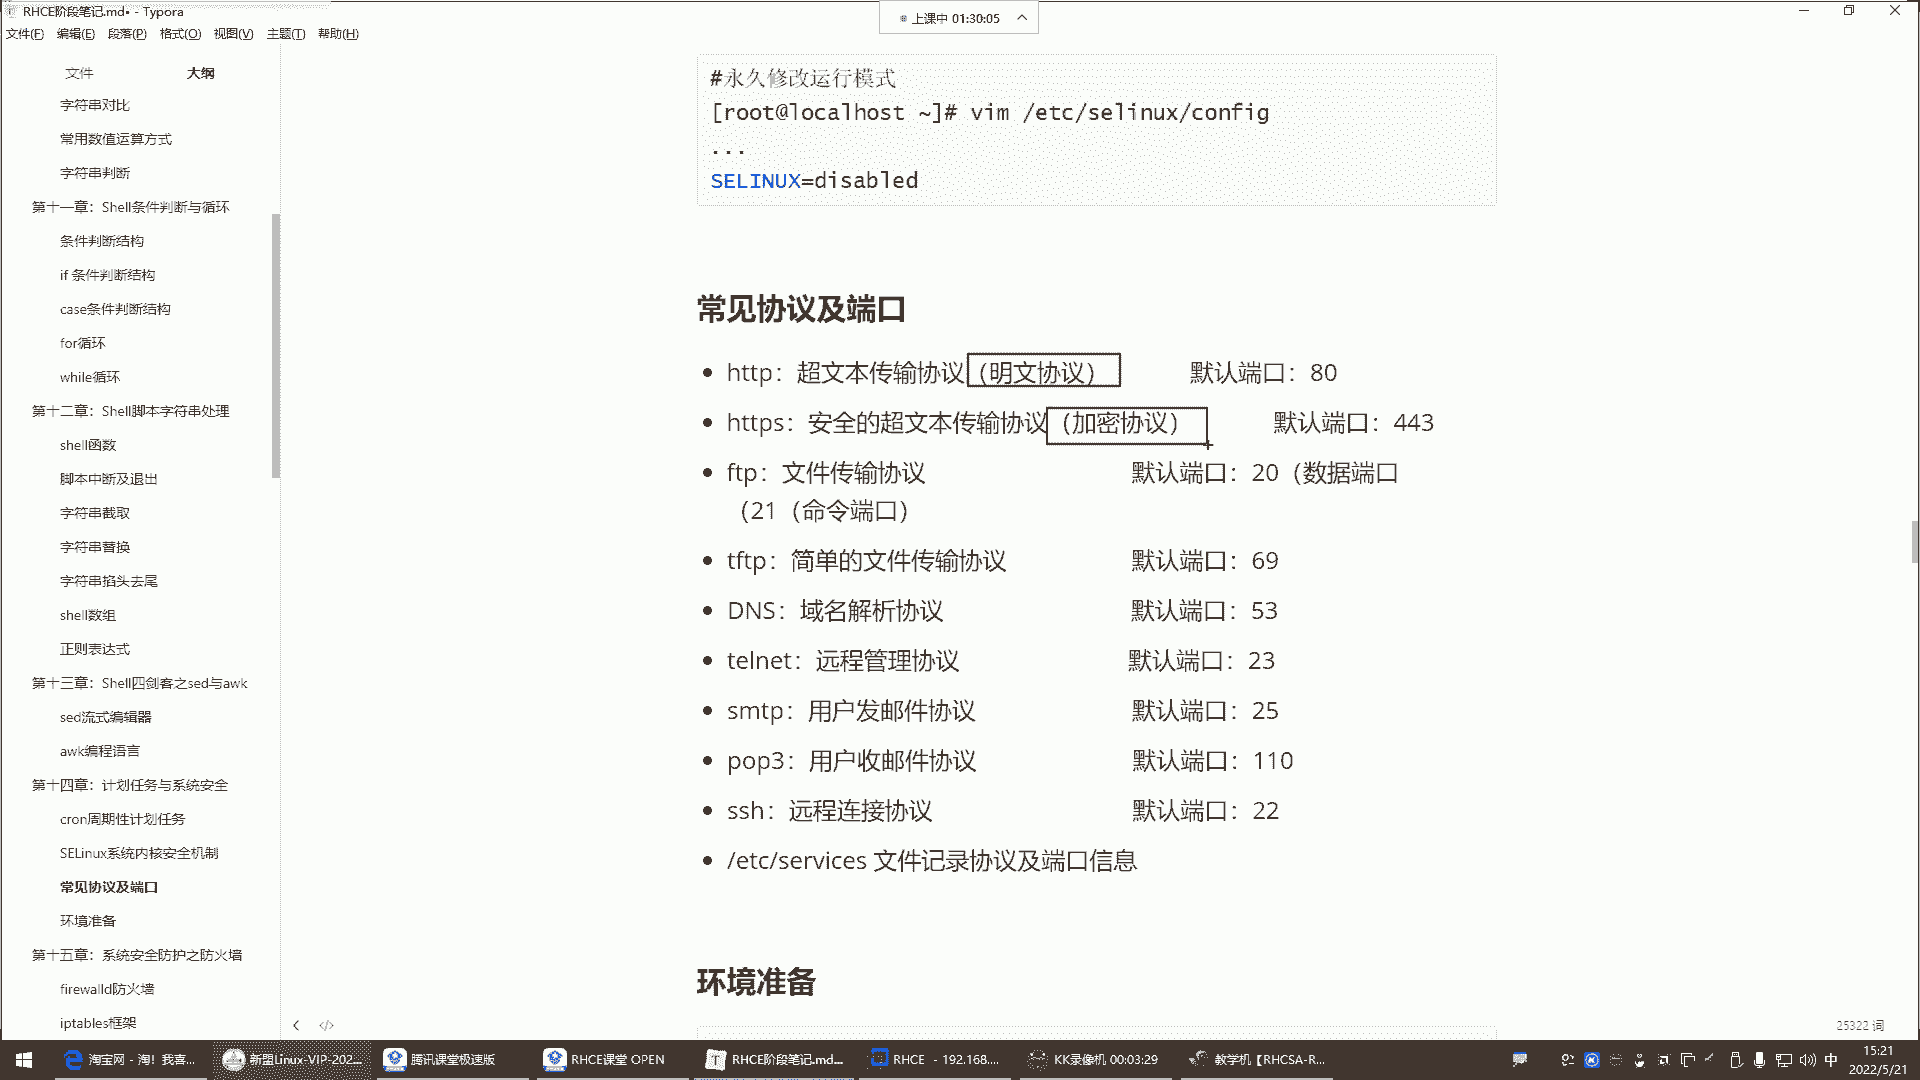 RHCE阶段笔记.md• - Typora
上课中 01:30:05
文件(F) 编辑(E) 段落(P) 格式(O) 视图(V) 主题(T) 帮助(H)
文件 大纲
字符串对比
常用数值运算方式
字符串判断
第十一章：Shell条件判断与循环
条件判断结构
if 条件判断结构
case条件判断结构
for循环
while循环
第十二章：Shell脚本字符串处理
shell函数
脚本中断及退出
字符串截取
字符串替换
字符串掐头去尾
shell数组
正则表达式
第十三章：Shell四剑客之sed与awk
sed流式编辑器
awk编程语言
第十四章：计划任务与系统安全
cron周期性计划任务
SELinux系统内核安全机制
常见协议及端口
环境准备
第十五章：系统安全防护之防火墙
firewalld防火墙
iptables框架
#永久修改运行模式
[root@localhost ~]# vim /etc/selinux/config
...
SELINUX=disabled
常见协议及端口
http：超文本传输协议（明文协议） 默认端口：80
https：安全的超文本传输协议（加密协议） 默认端口：443
ftp：文件传输协议 默认端口：20（数据端口
（21（命令端口）
tftp：简单的文件传输协议 默认端口：69
DNS：域名解析协议 默认端口：53
telnet：远程管理协议 默认端口：23
smtp：用户发邮件协议 默认端口：25
pop3：用户收邮件协议 默认端口：110
ssh：远程连接协议 默认端口：22
/etc/services 文件记录协议及端口信息
环境准备
25322 词
淘宝网 - 淘！我喜...
新盟Linux-VIP-202...
腾讯课堂极速版
RHCE课堂 OPEN
RHCE阶段笔记.md...
RHCE - 192.168....
KK录像机 00:03:29
教学机【RHCSA-R...
中
15:21
2022/5/21